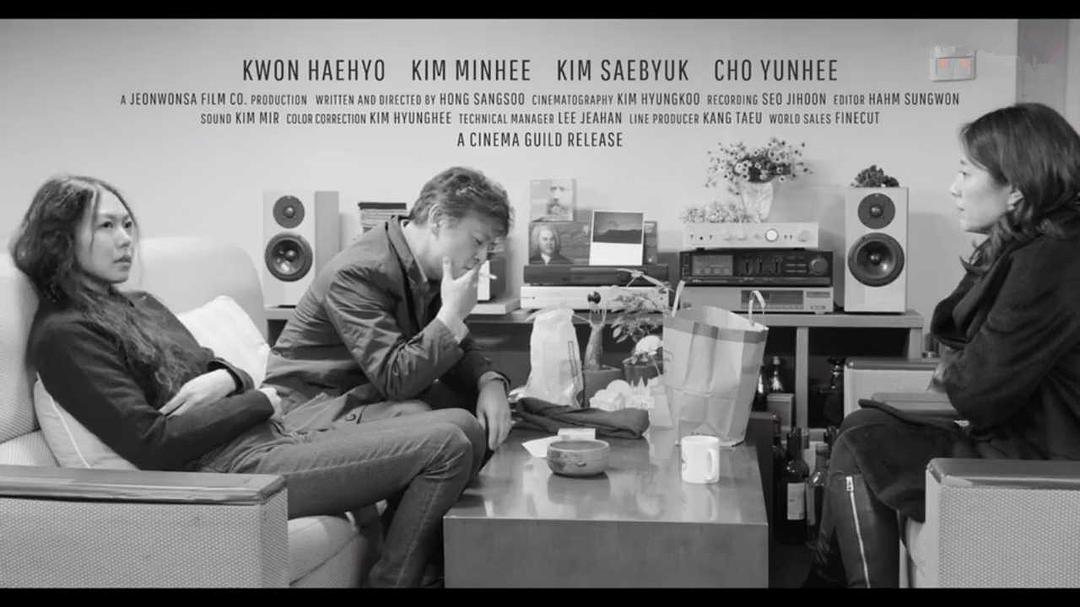 KWON HAEHYO KIM MINHEE KIM SAEBYUK CHO YUNHEE
A JEONWONSA FILM CO. PRODUCTION WRITTEN AND DIRECTED BY HONG SANGSOO CINEMATOGRAPHY KIM HYUNGKOO RECORDING SEO JIHOON EDITOR HAHM SUNGWON
SOUND KIM MIR COLOR CORRECTION KIM HYUNGHEE TECHNICAL MANAGER LEE JEAHAN LINE PRODUCER KANG TAEU WORLD SALES FINECUT
A CINEMA GUILD RELEASE